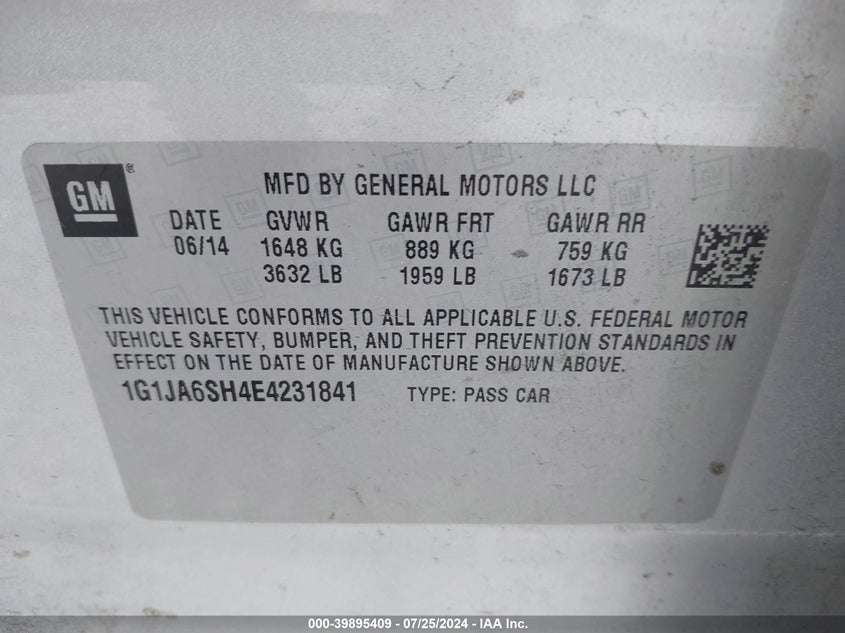 GM®
MFD BY GENERAL MOTORS LLC
DATE GVWR GAWR FRT GAWR RR
06/14 1648 KG 889 KG 759 KG
3632 LB 1959 LB 1673 LB
THIS VEHICLE CONFORMS TO ALL APPLICABLE U.S. FEDERAL MOTOR
VEHICLE SAFETY, BUMPER, AND THEFT PREVENTION STANDARDS IN
EFFECT ON THE DATE OF MANUFACTURE SHOWN ABOVE.
1G1JA6SH4E4231841 TYPE: PASS CAR
000-39895409 - 07/25/2024 - IAA Inc.